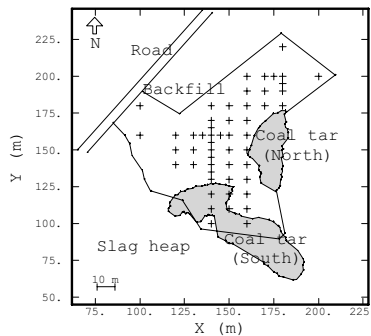 225.
200.
175.
150.
125.
100.
75.
50.
Y (m)
N
Road
Backfill
Coal tar
(North)
Coal tar
(South)
Slag heap
10 m
75. 100. 125. 150. 175. 200. 225.
X (m)